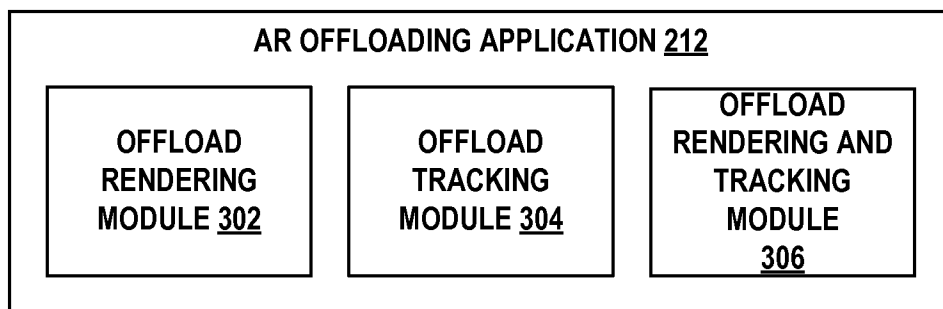 AR OFFLOADING APPLICATION 212
OFFLOAD
RENDERING
MODULE 302
OFFLOAD
TRACKING
MODULE 304
OFFLOAD
RENDERING AND
TRACKING
MODULE
306